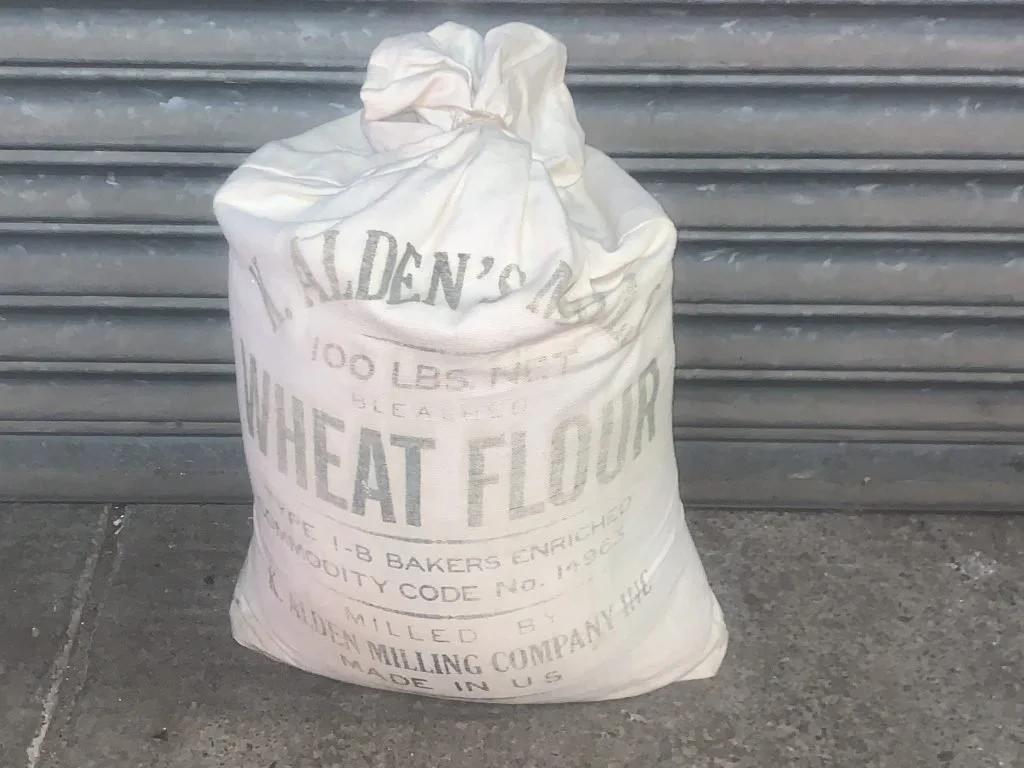 ALDEN'S No.
100 LBS. NET
BLEACHED
WHEAT FLOUR
TYPE 1-B BAKERS ENRICHED
COMMODITY CODE No. 14963
MILLED BY
K. ALDEN MILLING COMPANY INC
MADE IN US